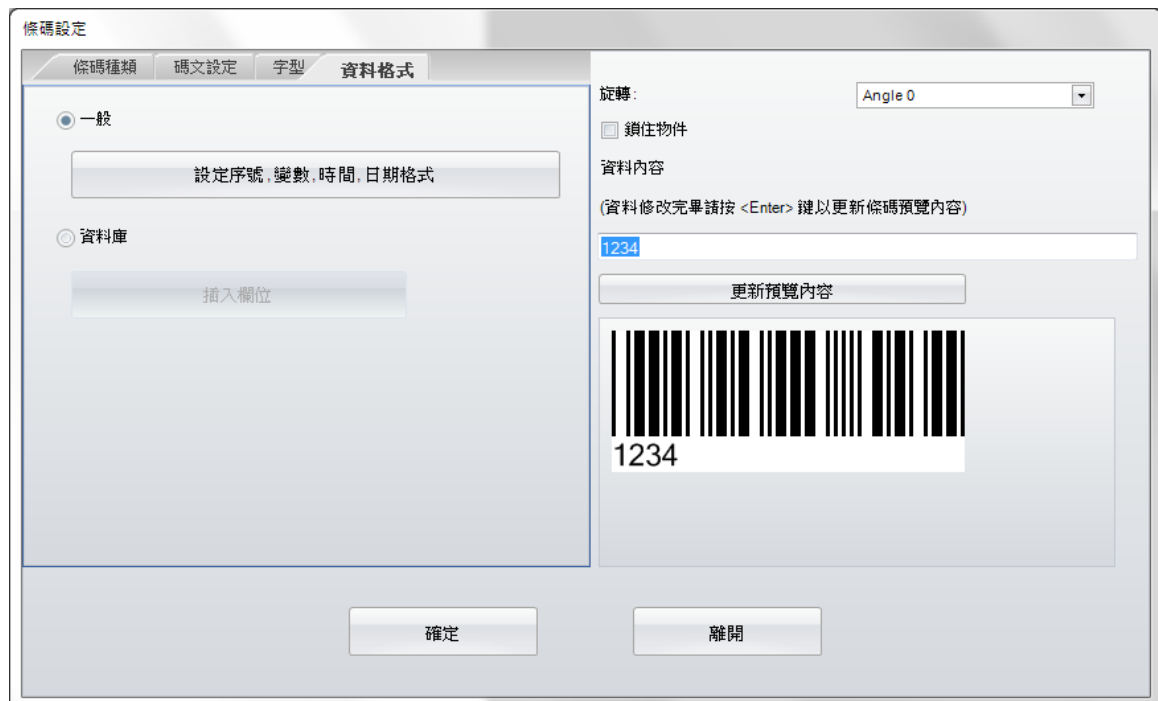 條碼設定
條碼種類 碼文設定 字型 資料格式
一般
設定序號,變數,時間,日期格式
資料庫
插入欄位
旋轉:
Angle 0
鎖住物件
資料內容
(資料修改完畢請按 <Enter> 鍵以更新條碼預覽內容)
1234
更新預覽內容
1234
確定
離開